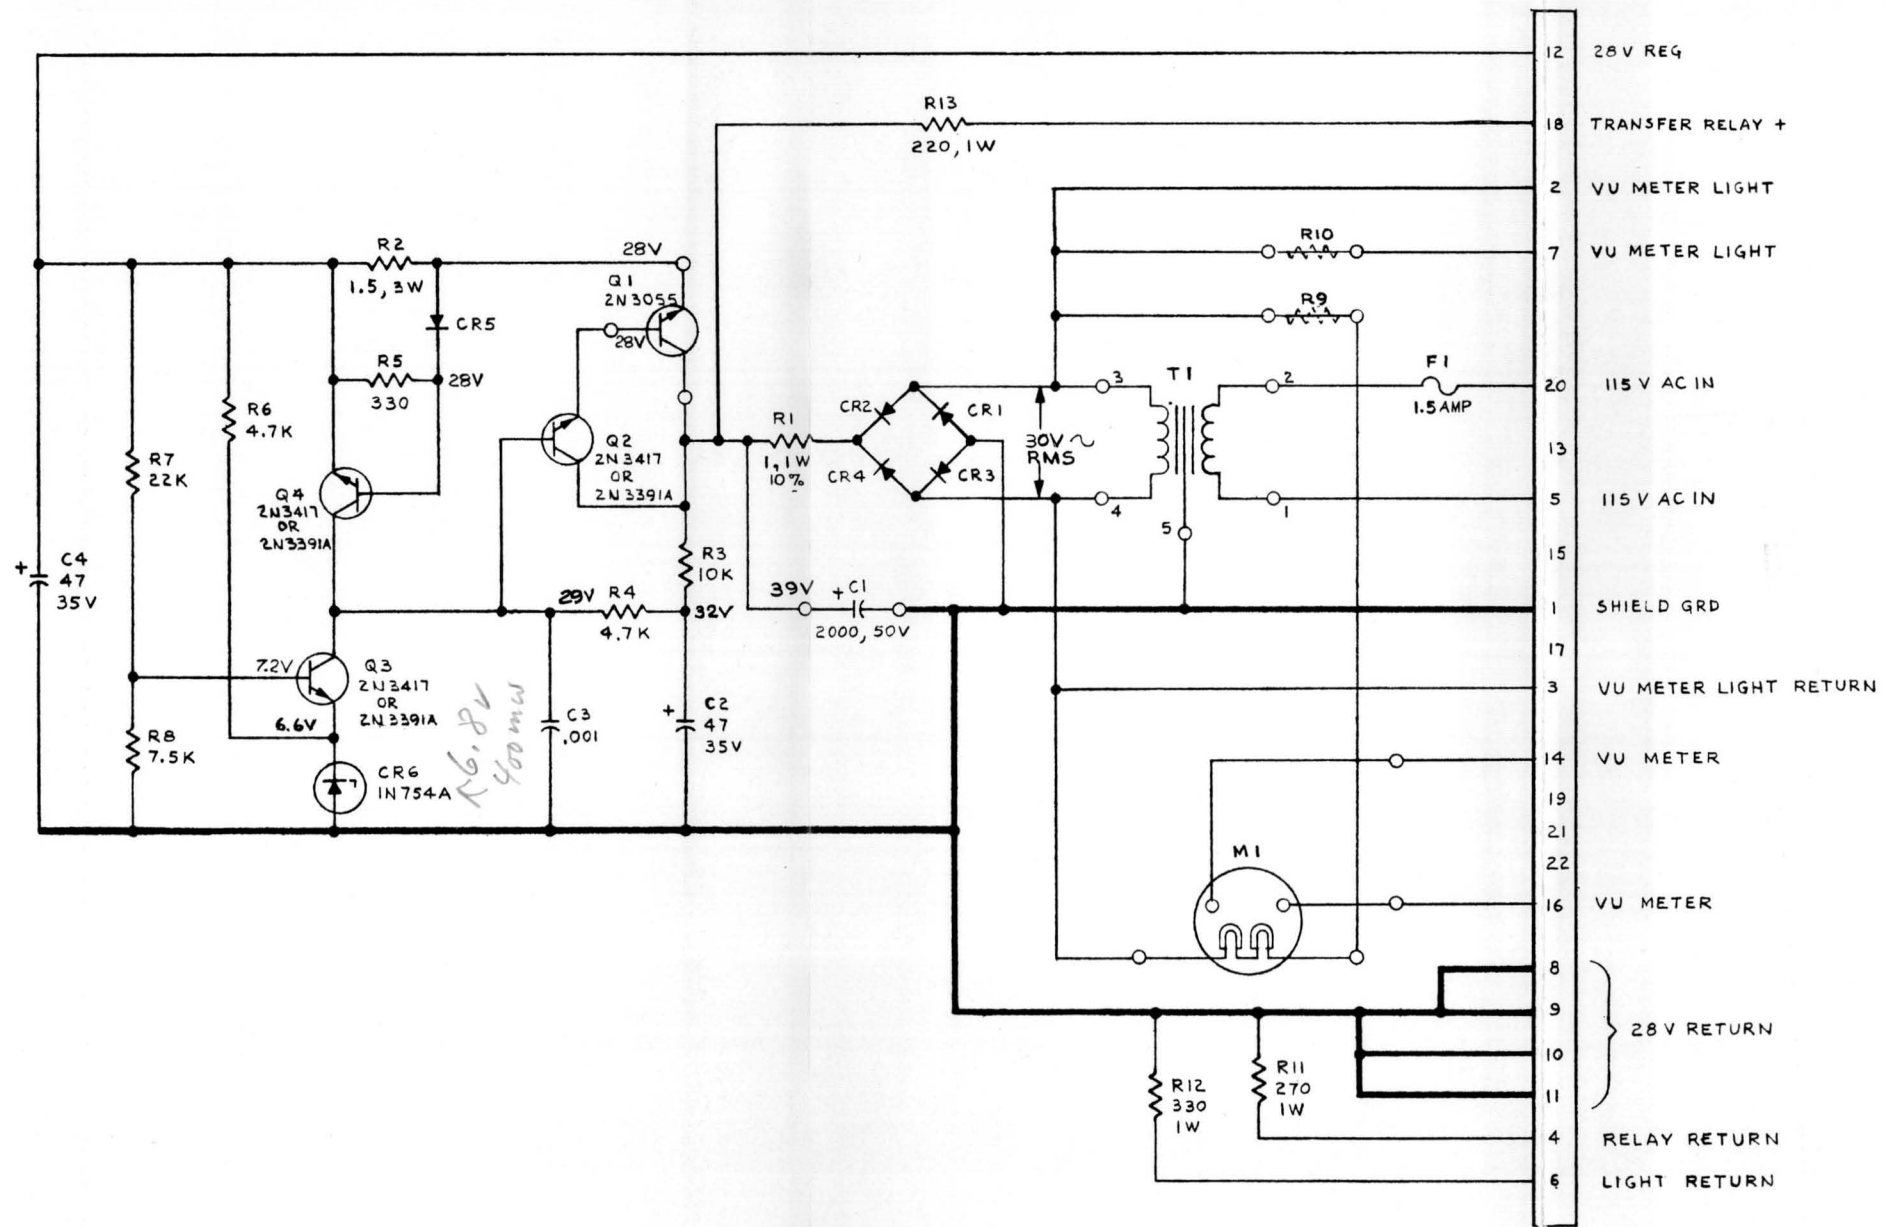 12 28V REG
R13
220, 1W
18 TRANSFER RELAY +
2 VU METER LIGHT
R10
7 VU METER LIGHT
R9
R2
1.5, 3W
28V
Q1
2N3055
28V
CR5
R5
330
28V
R6
4.7K
R7
22K
Q4
2N3417
OR
2N3391A
Q2
2N3417
OR
2N3391A
R1
1, 1W
10%
CR2
CR1
CR4
CR3
30V ~
RMS
3
T1
2
4
5
1
F1
1.5 AMP
20 115 V AC IN
13
5 115 V AC IN
15
C4
+
47
35V
R3
10K
29V
R4
4.7K
32V
39V
+
C1
2000, 50V
1 SHIELD GRD
17
7.2V
Q3
2N3417
OR
2N3391A
6.6V
R8
7.5K
CR6
1N754A
6.8V
400mw
C3
.001
+
C2
47
35V
3 VU METER LIGHT RETURN
14 VU METER
19
21
22
M1
16 VU METER
8
9
28V RETURN
10
11
R12
330
1W
R11
270
1W
4 RELAY RETURN
6 LIGHT RETURN